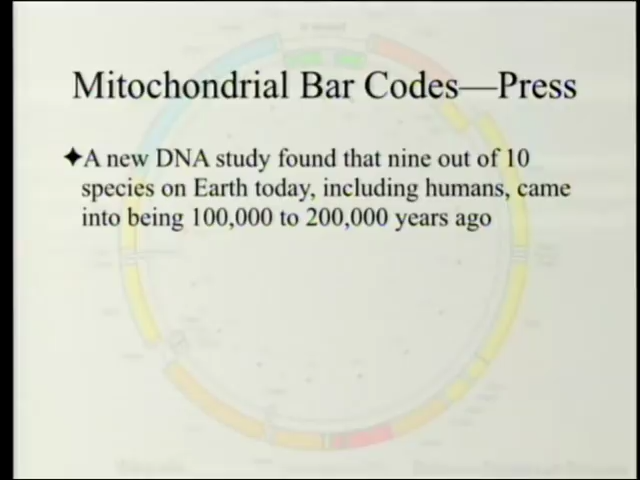 Mitochondrial Bar Codes—Press
✦A new DNA study found that nine out of 10
species on Earth today, including humans, came
into being 100,000 to 200,000 years ago